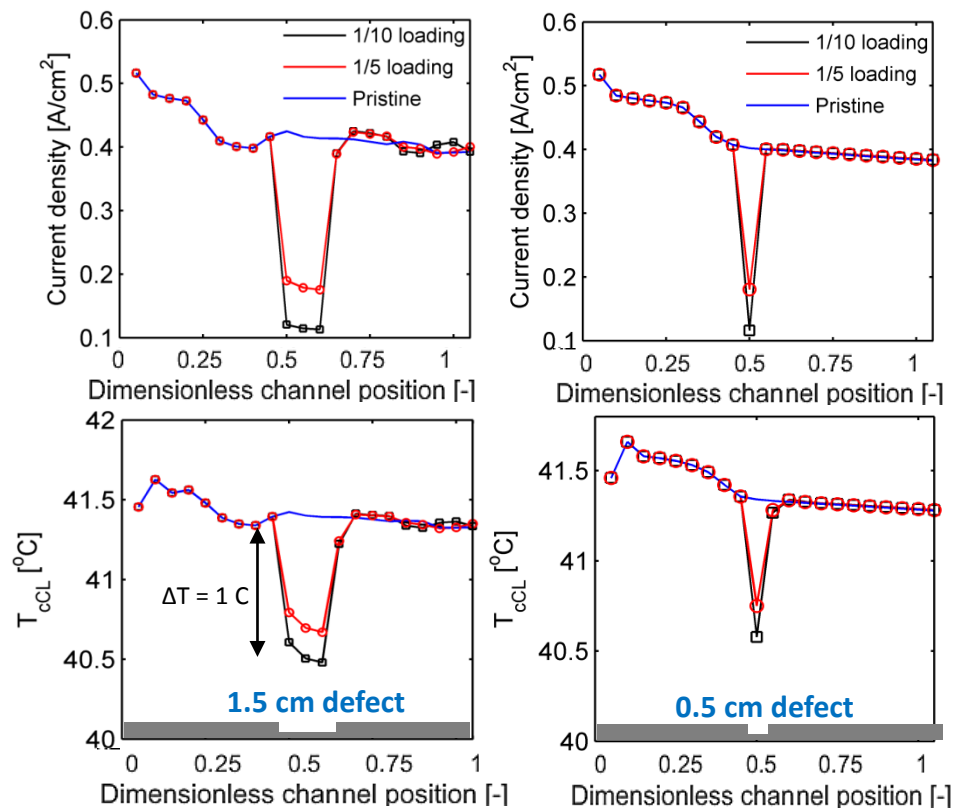 0.6
0.5
0.4
0.3
0.2
0.1
Current density [A/cm²]
1/10 loading
1/5 loading
Pristine
0 0.25 0.5 0.75 1
Dimensionless channel position [-]
0.6
0.5
0.4
0.3
0.2
0.1
Current density [A/cm²]
1/10 loading
1/5 loading
Pristine
0 0.25 0.5 0.75 1
Dimensionless channel position [-]
42
41.5
41
40.5
40
T_cCL [°C]
ΔT = 1 C
1.5 cm defect
0 0.25 0.5 0.75 1
Dimensionless channel position [-]
41.5
41
40.5
40
T_cCL [°C]
0.5 cm defect
0 0.25 0.5 0.75 1
Dimensionless channel position [-]